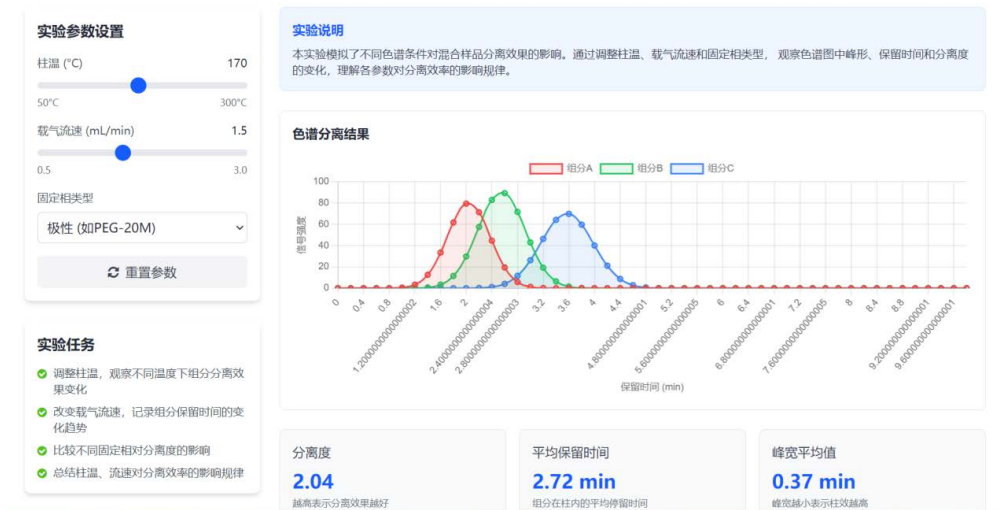 实验参数设置
柱温 (°C) 170
50°C 300°C
载气流速 (mL/min) 1.5
0.5 3.0
固定相类型
极性 (如PEG-20M)
重置参数
实验任务
调整柱温，观察不同温度下组分分离效
果变化
改变载气流速，记录组分保留时间的变
化趋势
比较不同固定相对分离度的影响
总结柱温、流速对分离效率的影响规律
实验说明
本实验模拟了不同色谱条件对混合样品分离效果的影响。通过调整柱温、载气流速和固定相类型， 观察色谱图中峰形、保留时间和分离度
的变化，理解各参数对分离效率的影响规律。
色谱分离结果
组分A 组分B 组分C
信号强度
100
80
60
40
20
0
0 0.4 0.8 1.2000000000000002 1.6 2 2.4000000000000004 2.8000000000000003 3.2 3.6 4 4.4 4.800000000000001 5.2 5.6000000000000005 6 6.4 6.800000000000001 7.2 7.6000000000000005 8 8.4 8.8 9.200000000000001 9.600000000000001
保留时间 (min)
分离度
2.04
越高表示分离效果越好
平均保留时间
2.72 min
组分在柱内的平均停留时间
峰宽平均值
0.37 min
峰宽越小表示柱效越高